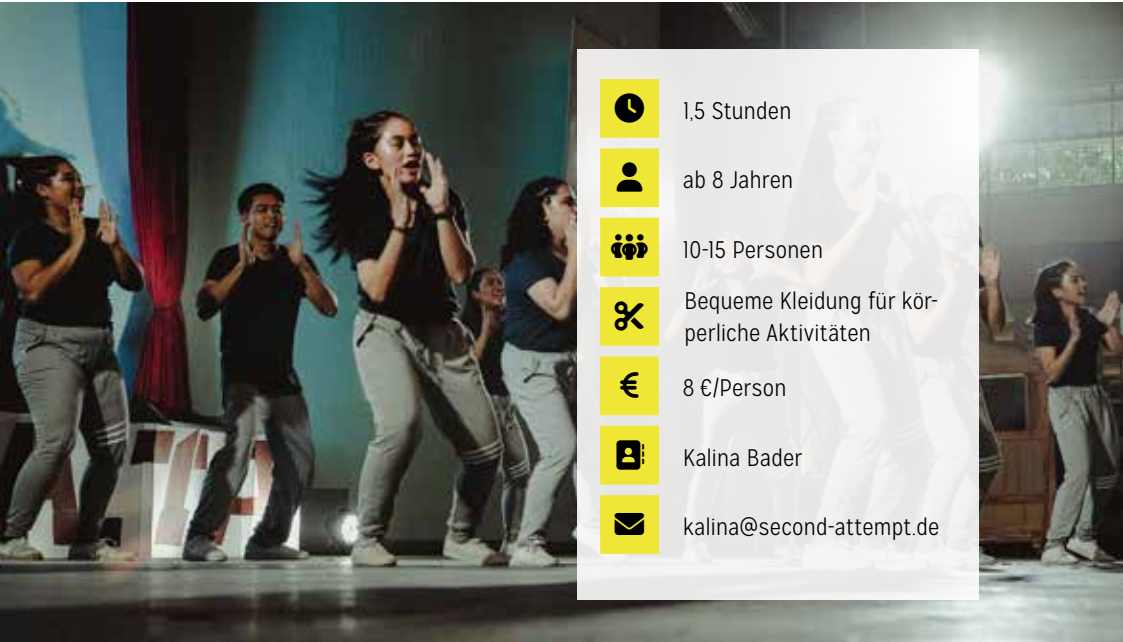 1,5 Stunden
ab 8 Jahren
10-15 Personen
Bequeme Kleidung für kör-
perliche Aktivitäten
8 €/Person
Kalina Bader
kalina@second-attempt.de